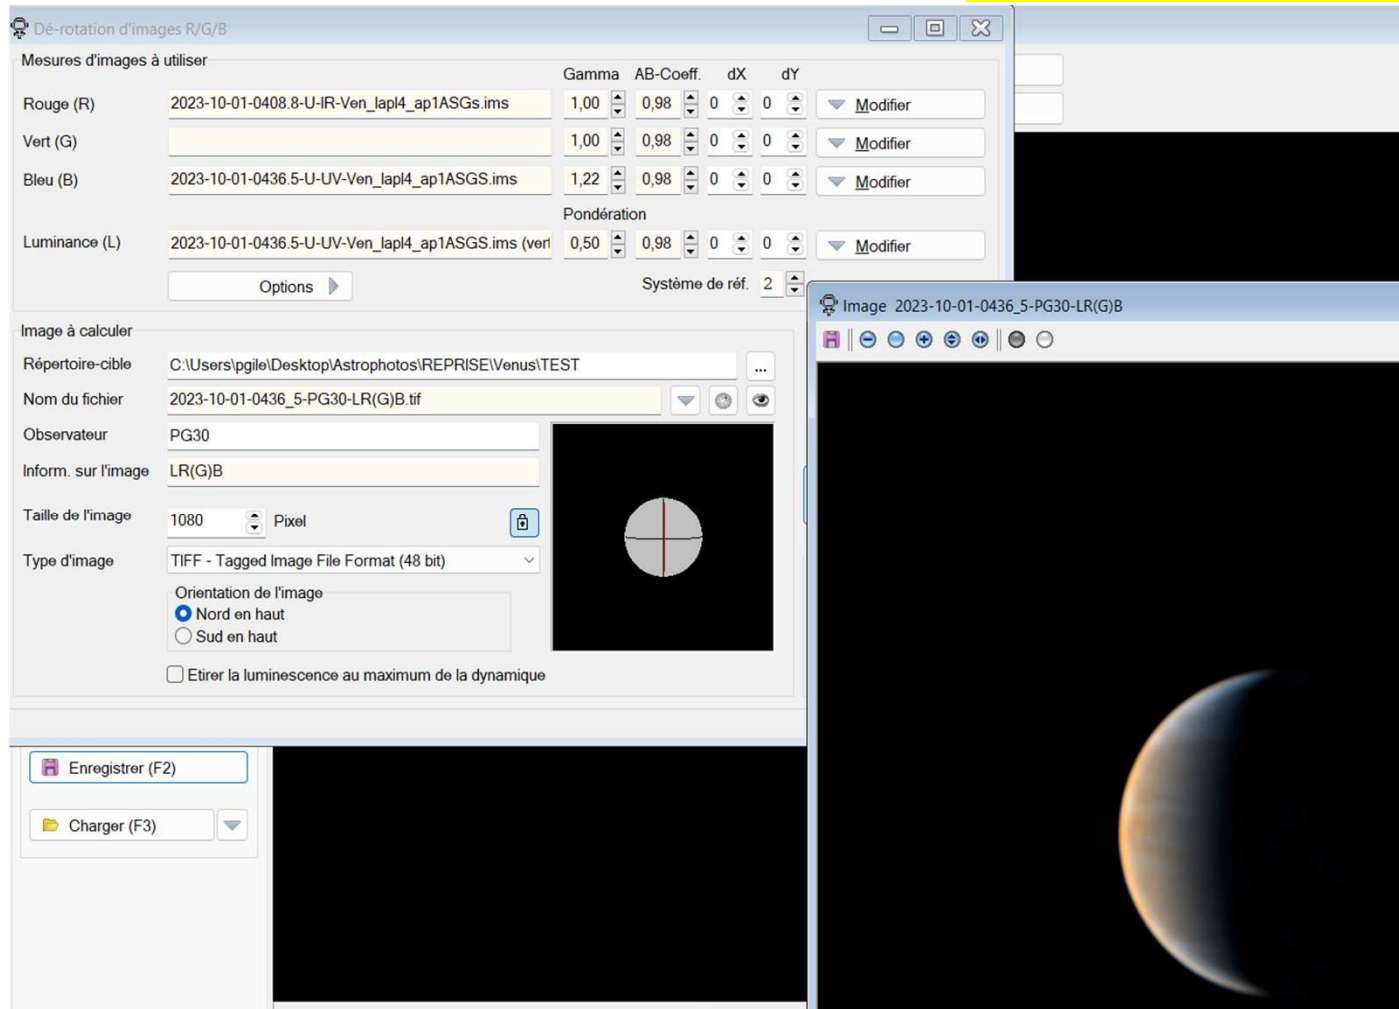 Dé-rotation d'images R/G/B
Mesures d'images à utiliser
Gamma AB-Coeff. dX dY
Rouge (R) 2023-10-01-0408.8-U-IR-Ven_lapl4_ap1ASGs.ims 1,00 0,98 0 0 Modifier
Vert (G) 1,00 0,98 0 0 Modifier
Bleu (B) 2023-10-01-0436.5-U-UV-Ven_lapl4_ap1ASGS.ims 1,22 0,98 0 0 Modifier
Pondération
Luminance (L) 2023-10-01-0436.5-U-UV-Ven_lapl4_ap1ASGS.ims (vert 0,50 0,98 0 0 Modifier
Options Système de réf. 2
Image à calculer
Répertoire-cible C:\Users\pgile\Desktop\Astrophotos\REPRISE\Venus\TEST ...
Nom du fichier 2023-10-01-0436_5-PG30-LR(G)B.tif
Observateur PG30
Inform. sur l'image LR(G)B
Taille de l'image 1080 Pixel
Type d'image TIFF - Tagged Image File Format (48 bit)
Orientation de l'image
Nord en haut
Sud en haut
Etirer la luminescence au maximum de la dynamique
Enregistrer (F2)
Charger (F3)
Image 2023-10-01-0436_5-PG30-LR(G)B